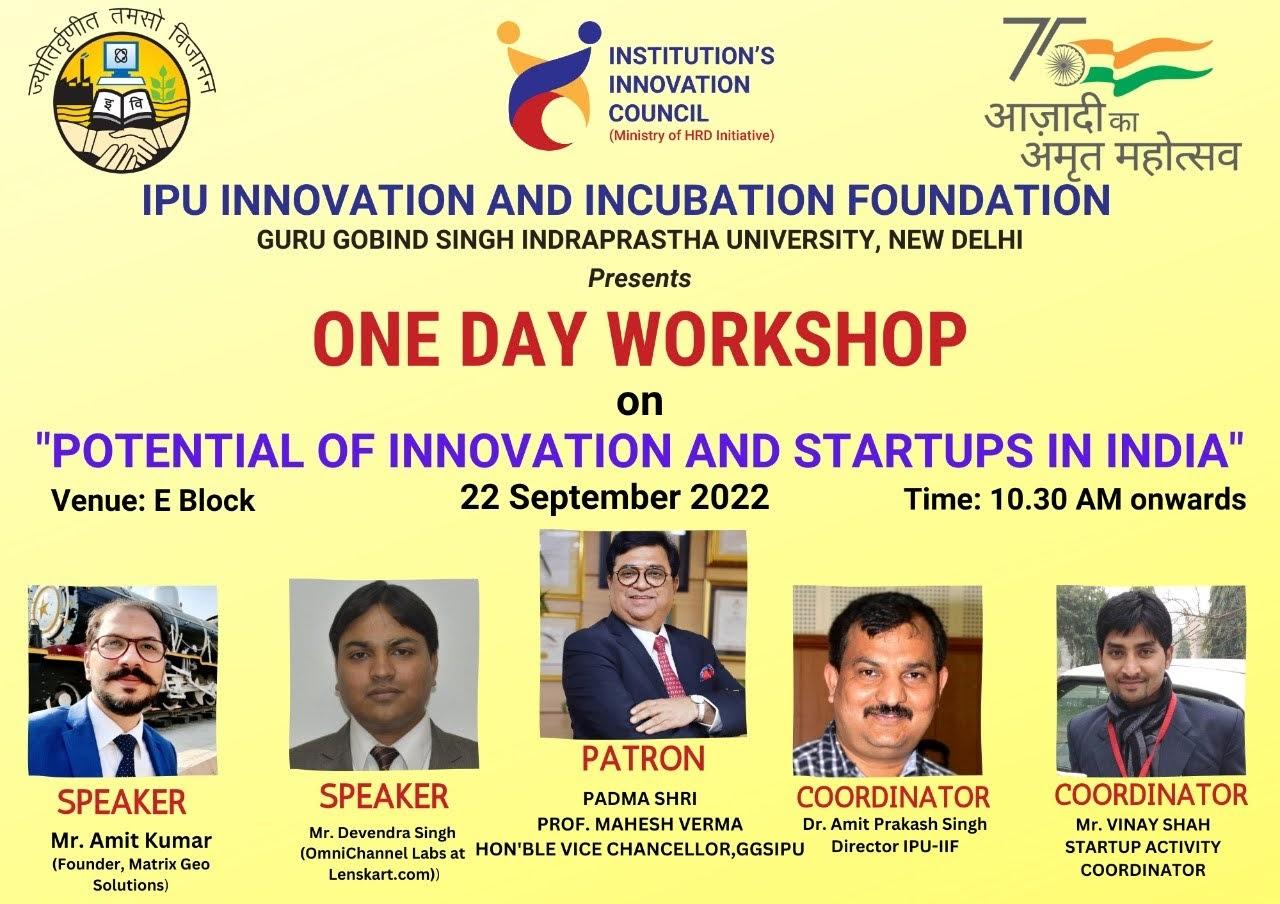 ज्योतिर्वृणीत तमसो विजानन
इ वि
INSTITUTION'S
INNOVATION
COUNCIL
(Ministry of HRD Initiative)
75
आज़ादी का
अमृत महोत्सव
IPU INNOVATION AND INCUBATION FOUNDATION
GURU GOBIND SINGH INDRAPRASTHA UNIVERSITY, NEW DELHI
Presents
ONE DAY WORKSHOP
on
"POTENTIAL OF INNOVATION AND STARTUPS IN INDIA"
Venue: E Block
22 September 2022
Time: 10.30 AM onwards
SPEAKER
Mr. Amit Kumar
(Founder, Matrix Geo
Solutions)
SPEAKER
Mr. Devendra Singh
(OmniChannel Labs at
Lenskart.com))
PATRON
PADMA SHRI
PROF. MAHESH VERMA
HON'BLE VICE CHANCELLOR,GGSIPU
COORDINATOR
Dr. Amit Prakash Singh
Director IPU-IIF
COORDINATOR
Mr. VINAY SHAH
STARTUP ACTIVITY
COORDINATOR